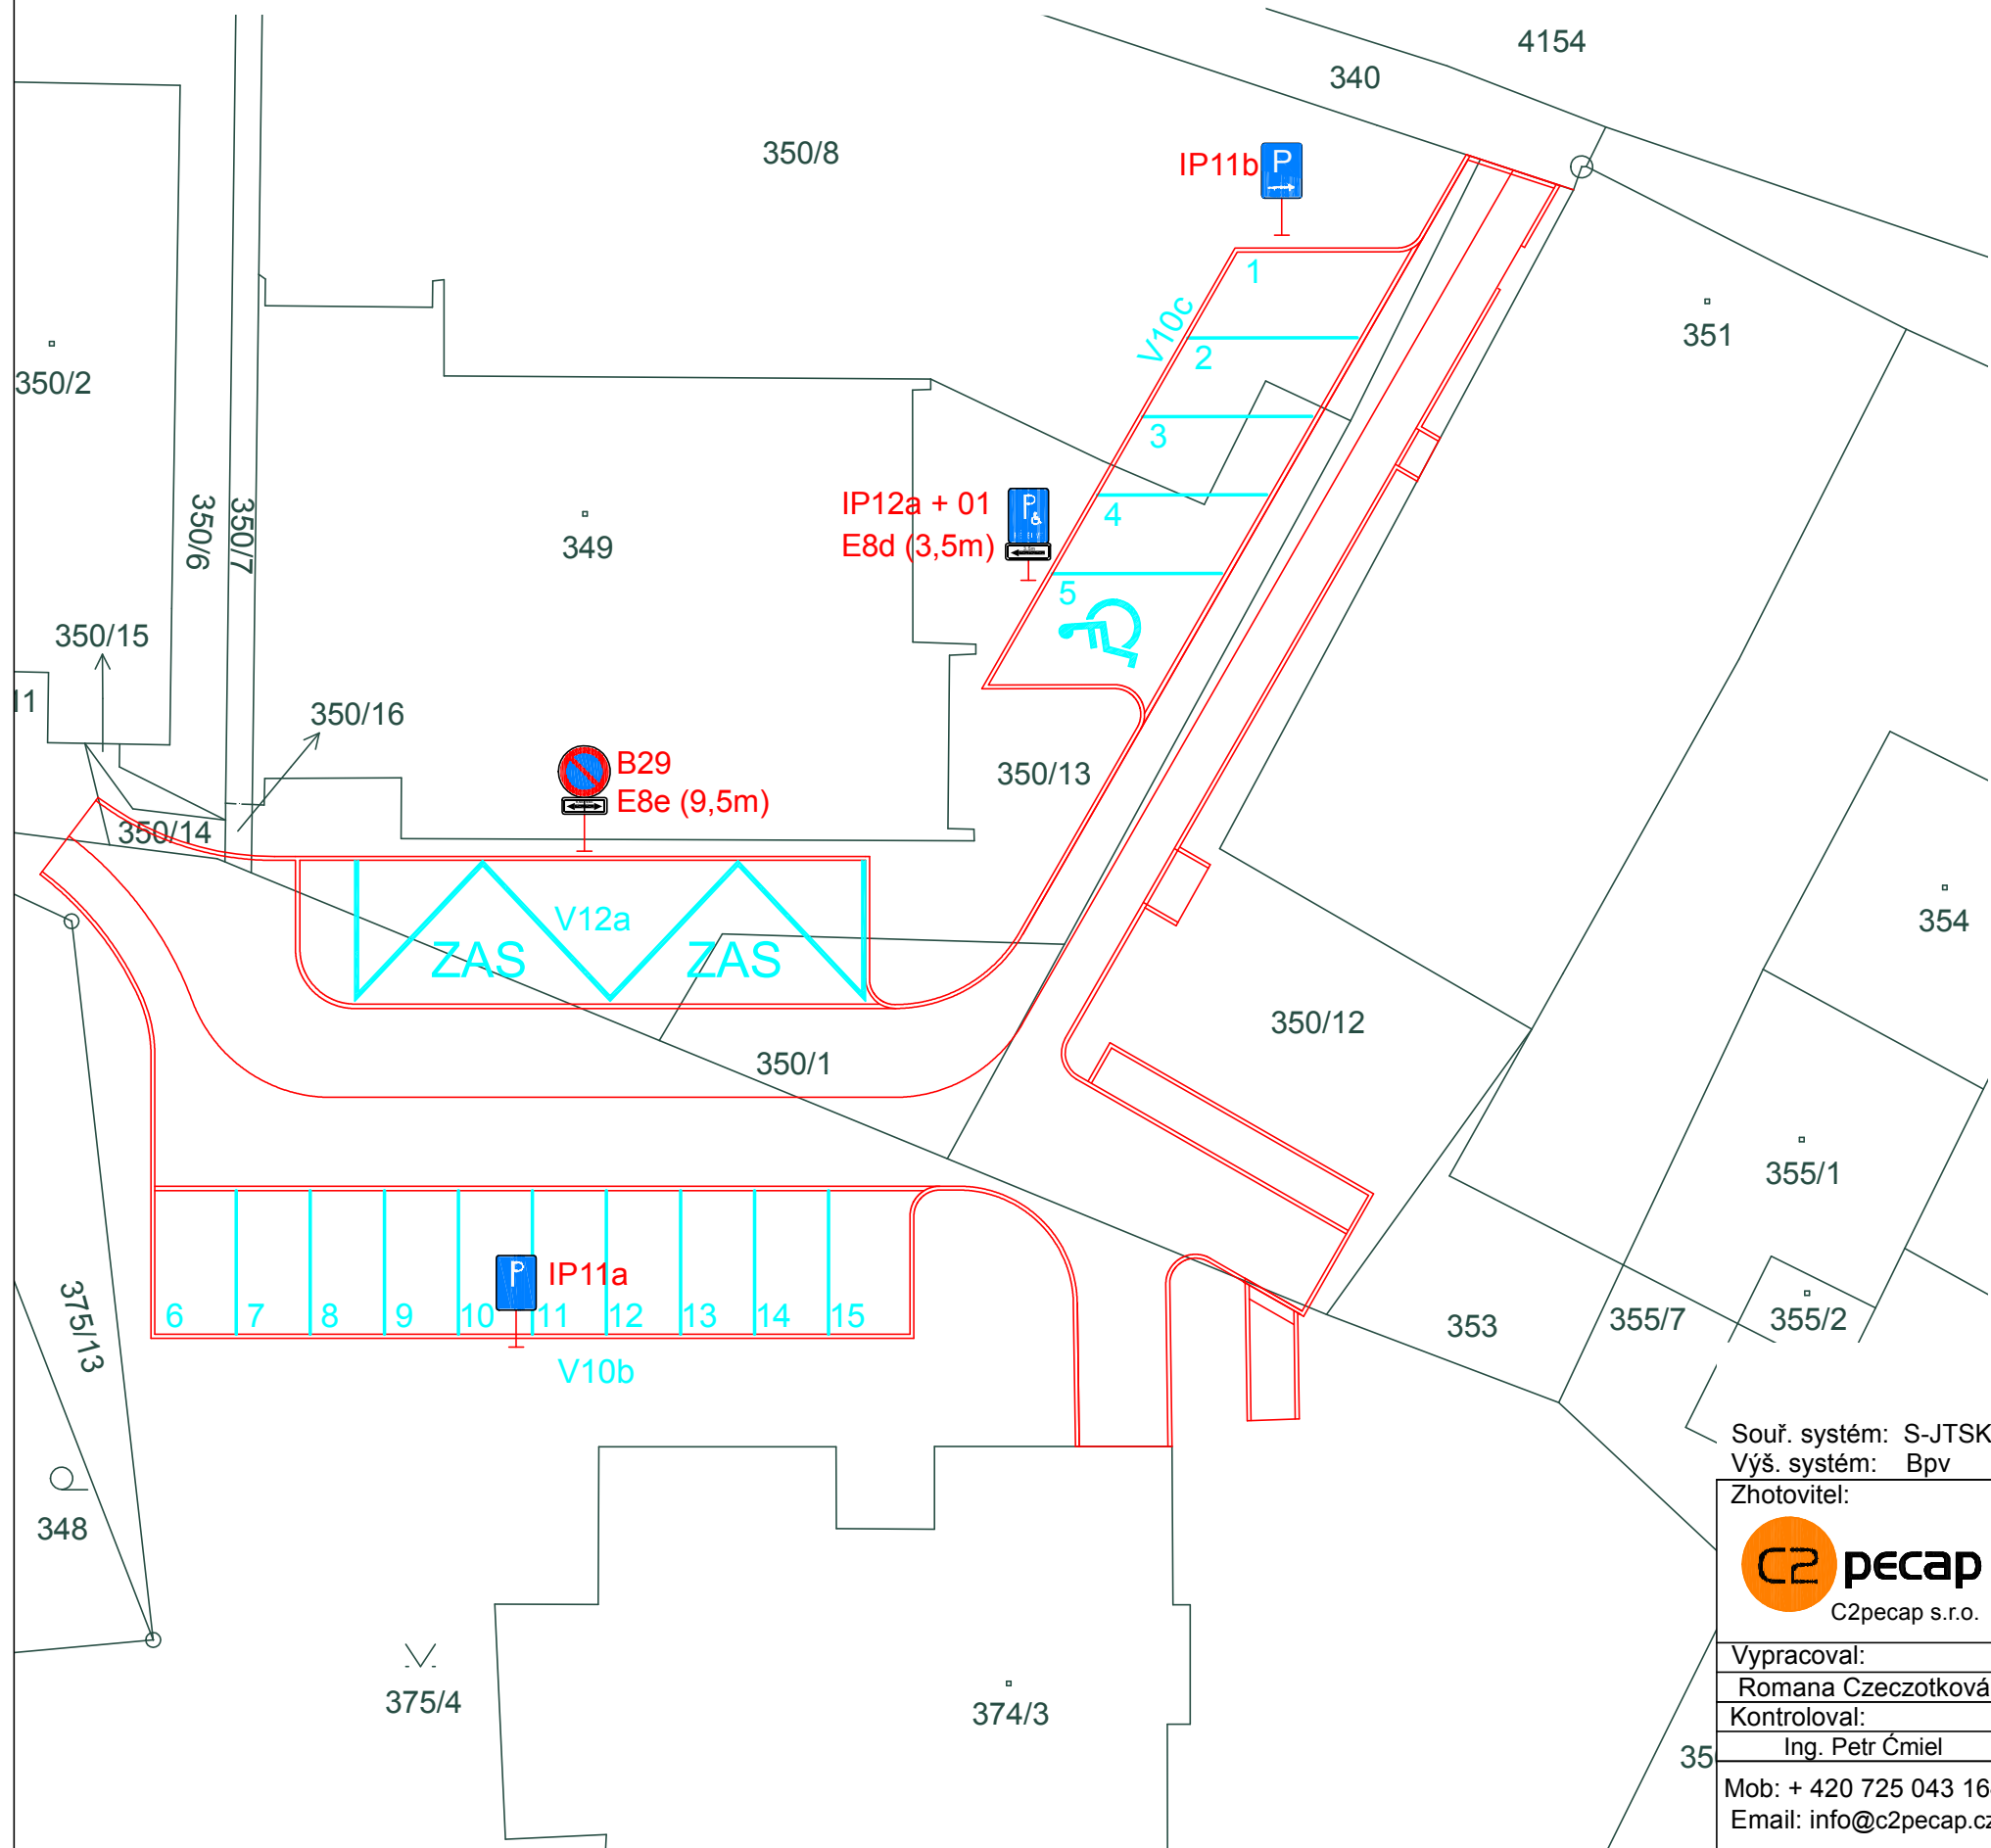 4154
340
350/8
IP11b
P
1
V10c
2
351
350/2
3
IP12a + 01
P
4
E8d (3,5m)
350/6
350/7
349
5
350/15
11
350/16
B29
350/13
E8e (9,5m)
350/14
V12a
354
ZAS
ZAS
350/12
350/1
355/1
IP11a
P
6
7
8
9
10
11
12
13
14
15
375/13
353
355/7
355/2
V10b
Souř. systém: S-JTSK
Výš. systém: Bpv
Zhotovitel:
348
C2 pecap
C2pecap s.r.o.
Vypracoval:
375/4
Romana Czeczotková
374/3
Kontroloval:
Ing. Petr Ćmiel
35
Mob: + 420 725 043 16
Email: info@c2pecap.cz